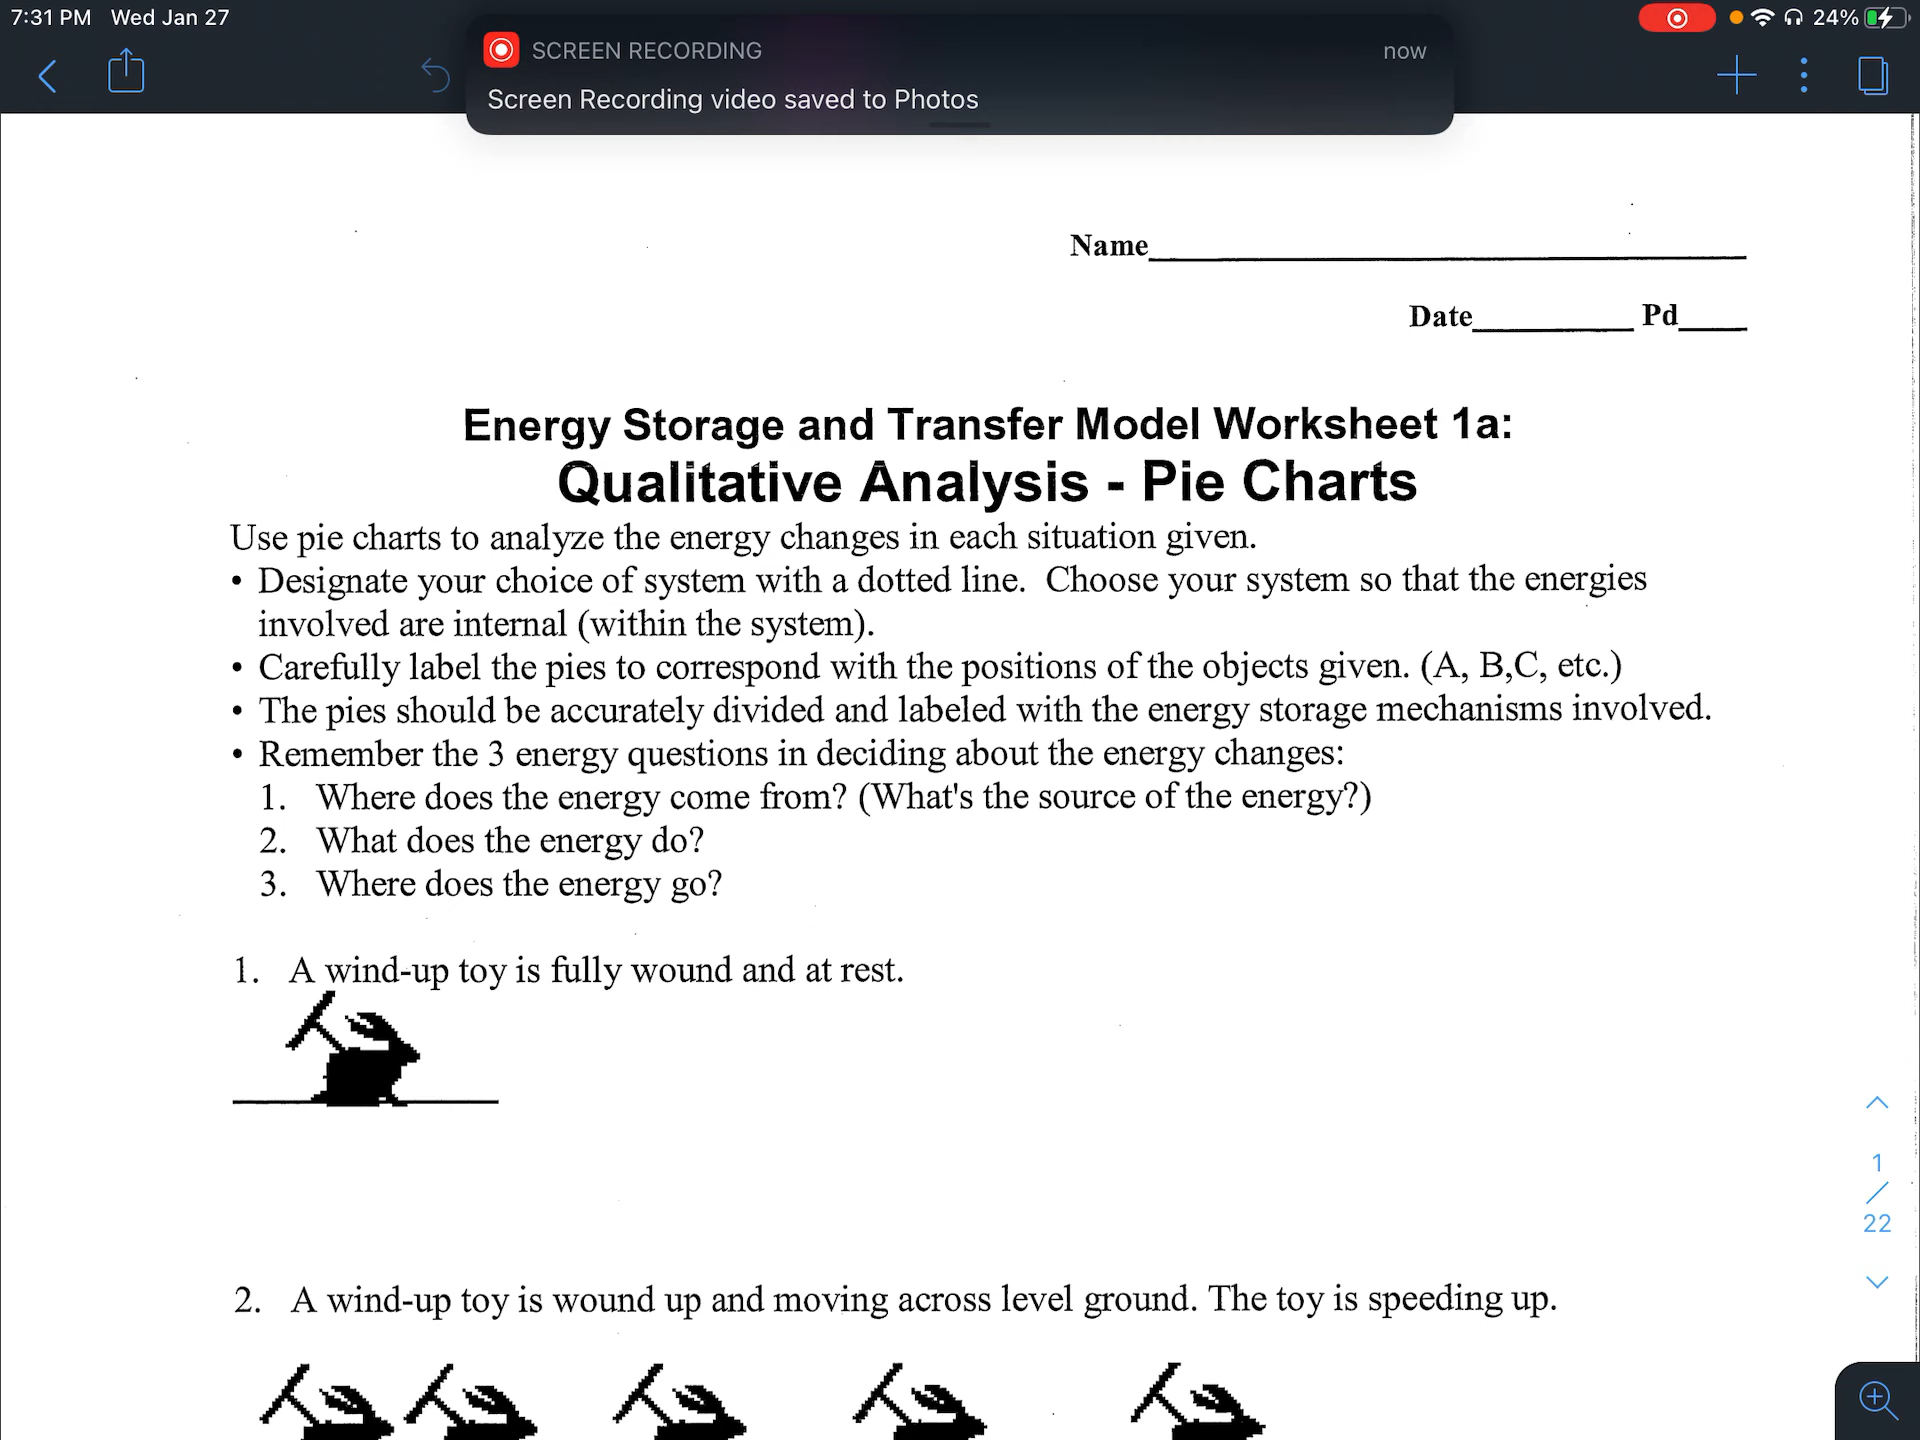 7:31 PM Wed Jan 27
24%
SCREEN RECORDING now
Screen Recording video saved to Photos
Name
Date Pd
Energy Storage and Transfer Model Worksheet 1a:
Qualitative Analysis - Pie Charts
Use pie charts to analyze the energy changes in each situation given.
• Designate your choice of system with a dotted line. Choose your system so that the energies
involved are internal (within the system).
• Carefully label the pies to correspond with the positions of the objects given. (A, B,C, etc.)
• The pies should be accurately divided and labeled with the energy storage mechanisms involved.
• Remember the 3 energy questions in deciding about the energy changes:
1. Where does the energy come from? (What's the source of the energy?)
2. What does the energy do?
3. Where does the energy go?
1. A wind-up toy is fully wound and at rest.
1
/
22
2. A wind-up toy is wound up and moving across level ground. The toy is speeding up.